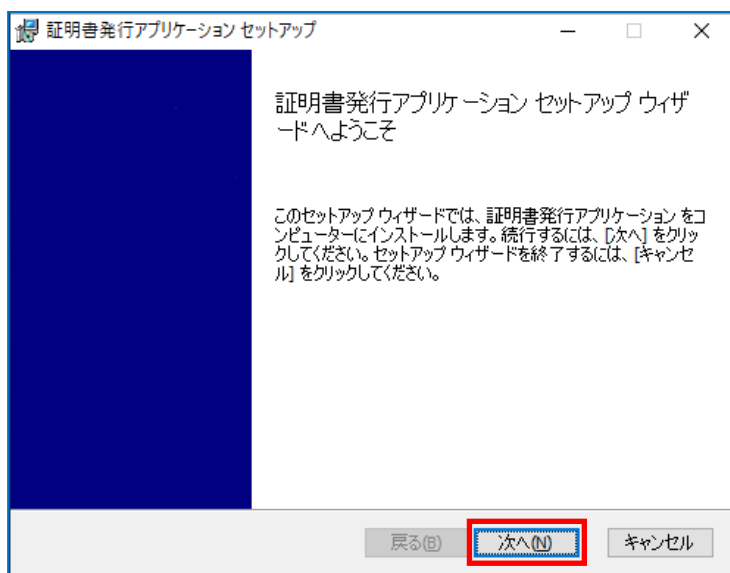 証明書発行アプリケーション セットアップ
証明書発行アプリケーション セットアップ ウィザ
ードへようこそ
このセットアップ ウィザードでは、証明書発行アプリケーション をコ
ンピューターにインストールします。続行するには、[次へ] をクリッ
クしてください。セットアップ ウィザードを終了するには、[キャンセ
ル] をクリックしてください。
戻る(B) 次へ(N) キャンセル